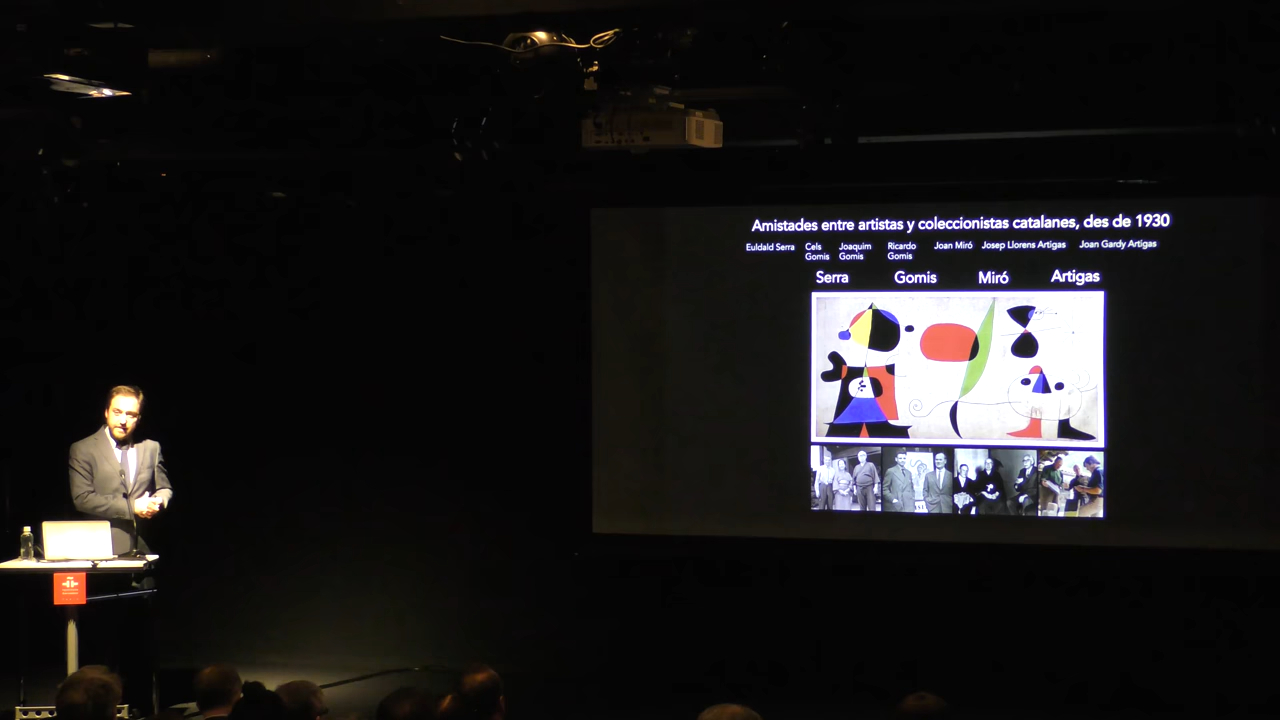 Amistades entre artistas y coleccionistas catalanes, des de 1930
Euldald Serra Cels Gomis Joaquim Gomis Ricardo Gomis Joan Miró Josep Llorens Artigas Joan Gardy Artigas
Serra Gomis Miró Artigas